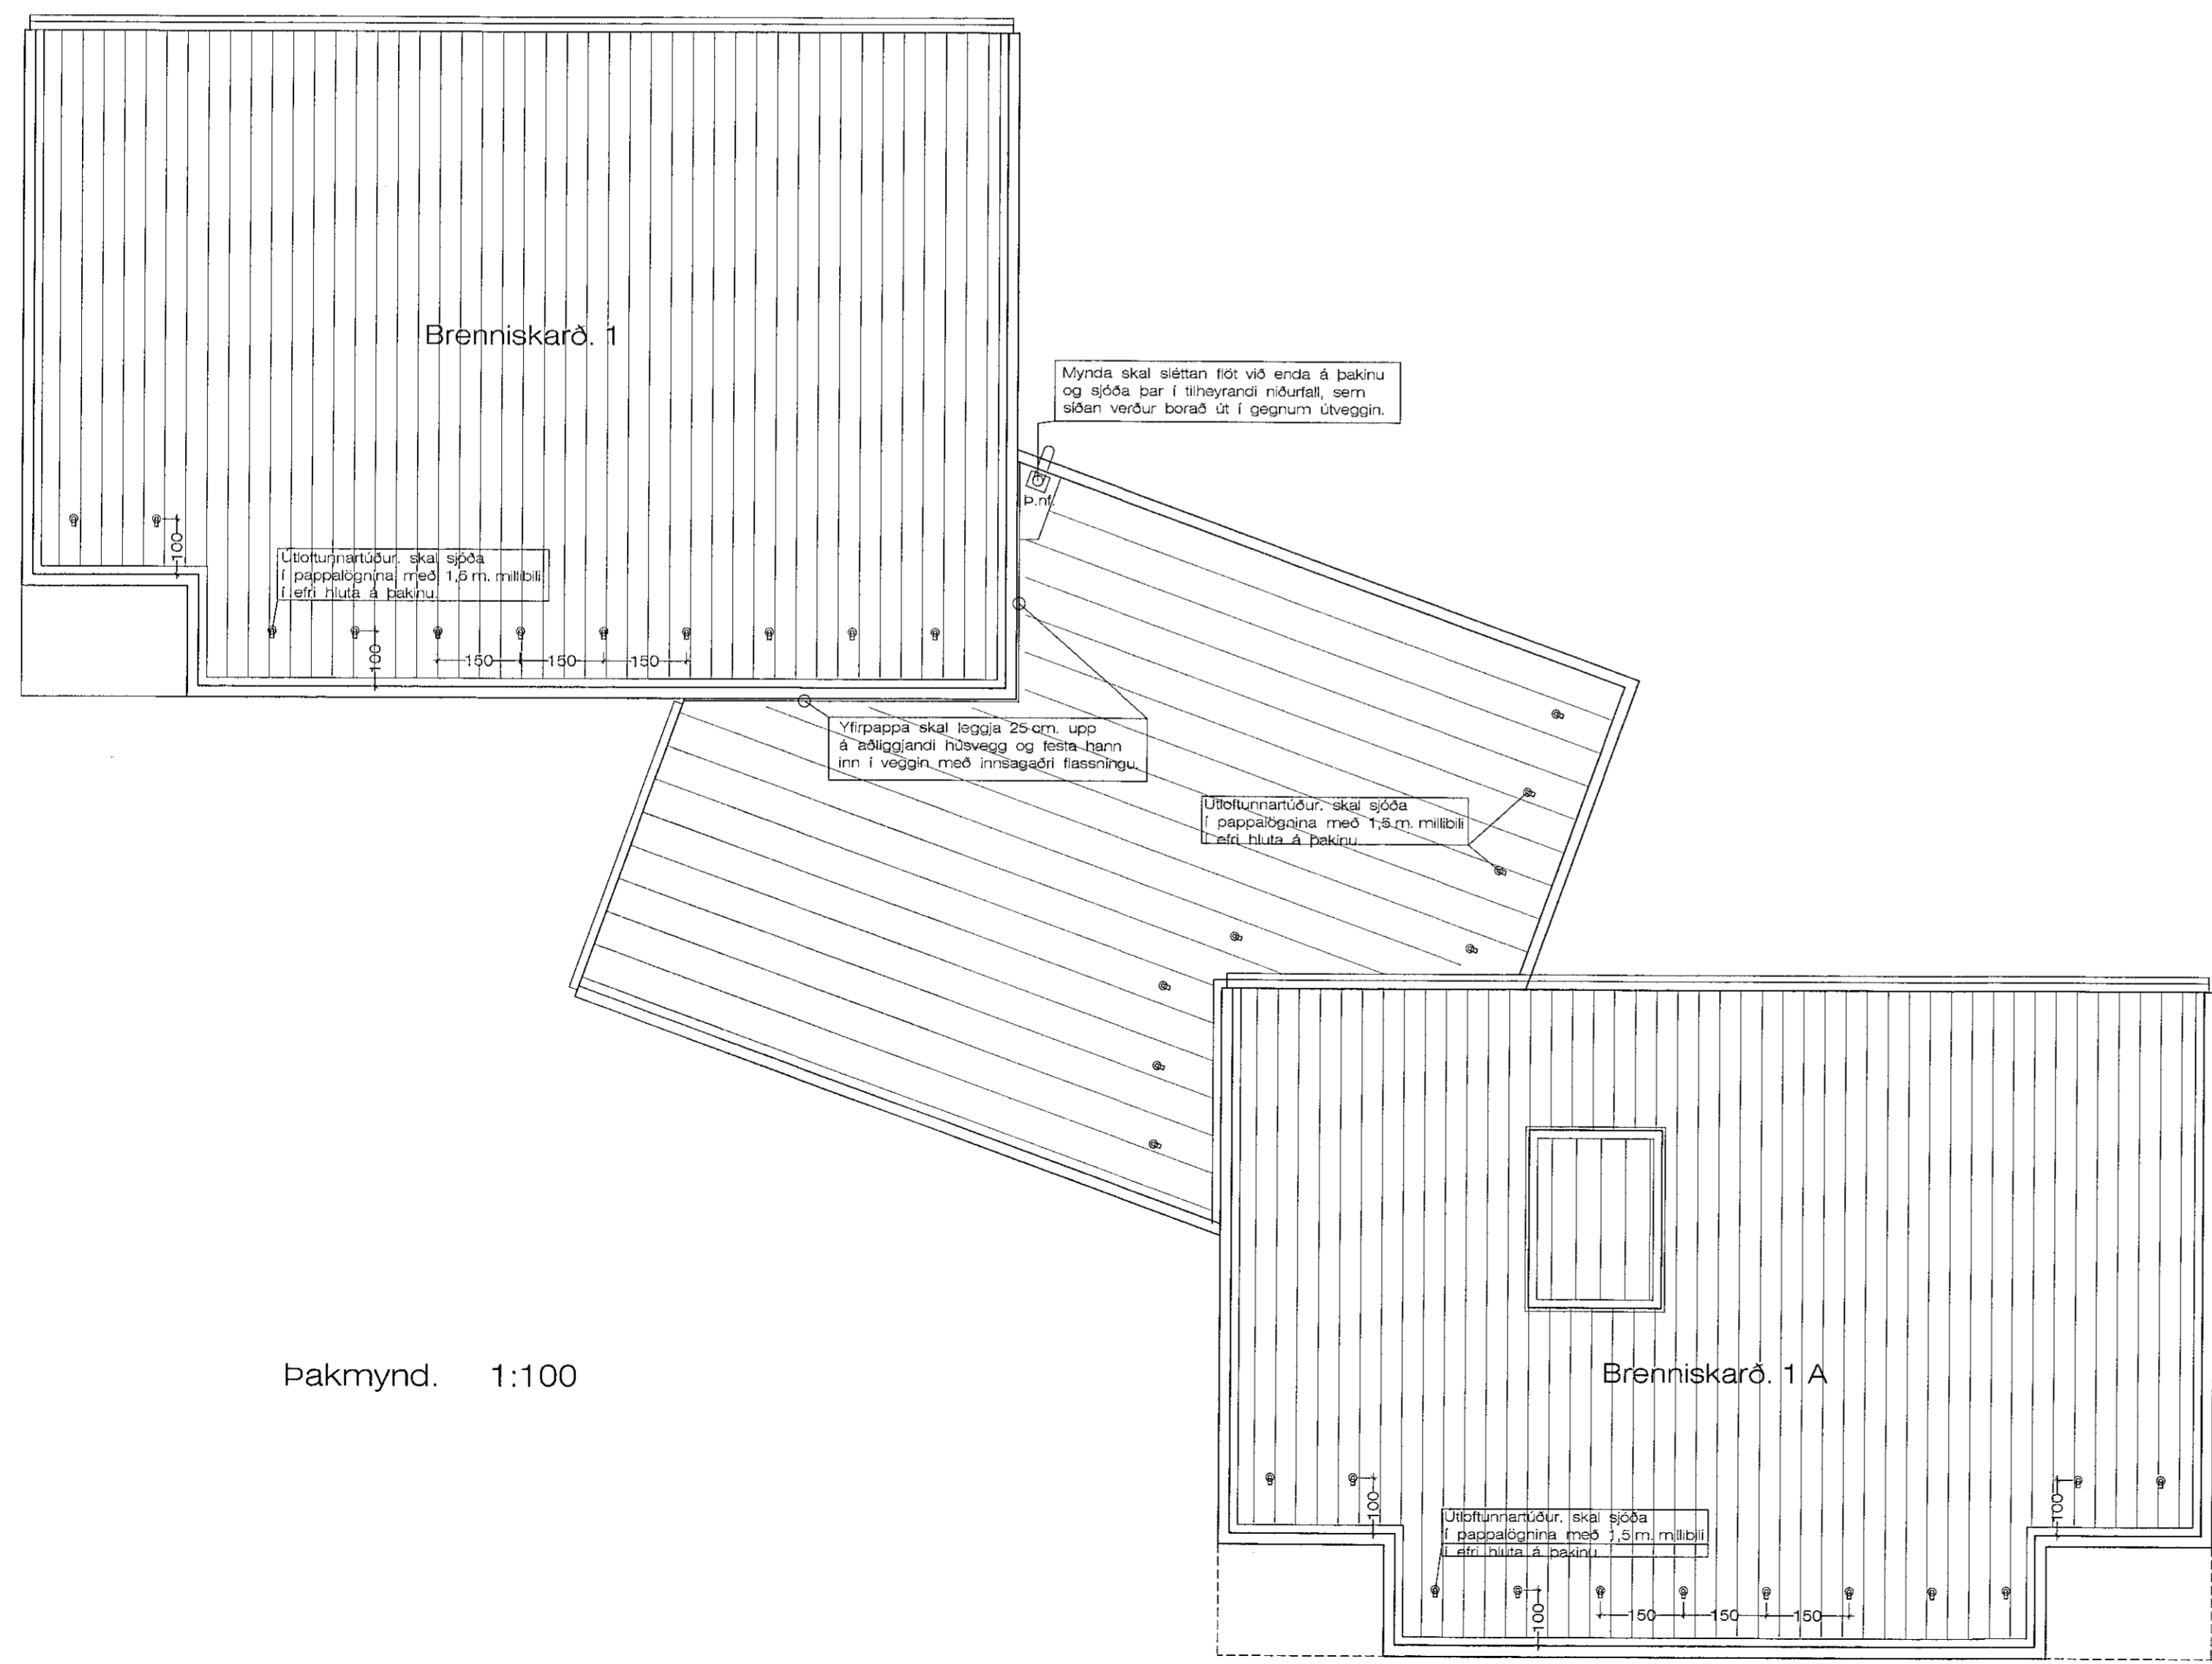 Brenniskarð. 1
Mynda skal sléttan flöt við enda á þakinu
og sjóða þar í tilheyrandi niðurfall, sem
síðan verður borað út í gegnum útveggin.
Þ.nf.
100
Útloftunnartúður. skal sjóða
í pappalögnina með 1,5 m. millibili
í efri hluta á þakinu.
100
150
150
150
Yfirpappa skal leggja 25 cm. upp
á aðliggjandi húsvegg og festa hann
inn í veggin með innsagaðri flassningu.
Útloftunnartúður. skal sjóða
í pappalögnina með 1,5 m. millibili
í efri hluta á þakinu
Þakmynd. 1:100
Brenniskarð. 1 A
100
100
Útloftunnartúður. skal sjóða
í pappalögnina með 1,5 m. millibili
í efri hluta á þakinu
100
150
150
150